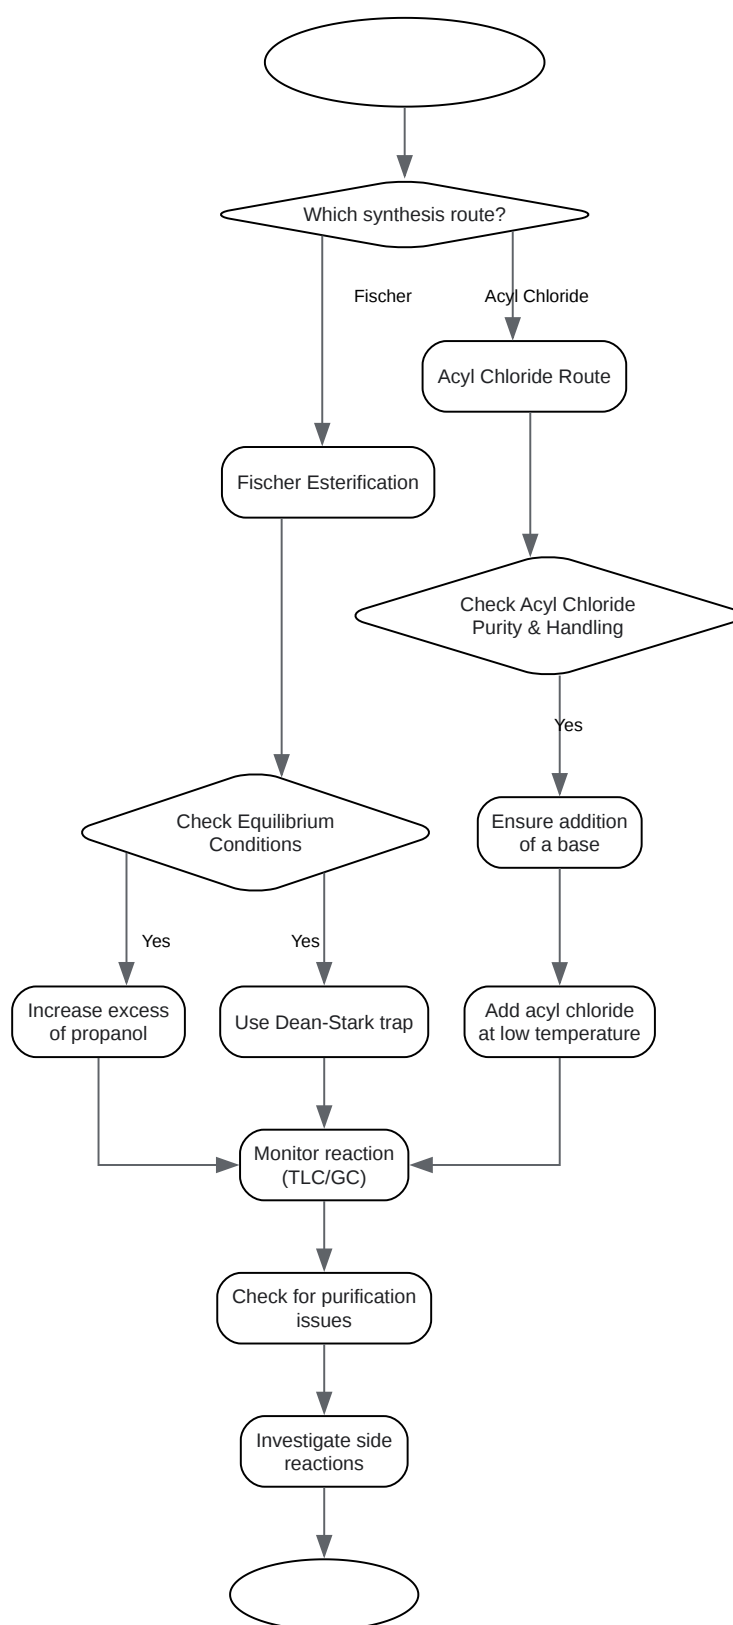 Which synthesis route?
Fischer
Acyl Chloride
Acyl Chloride Route
Fischer Esterification
Check Acyl Chloride
Purity & Handling
Yes
Check Equilibrium
Conditions
Ensure addition
of a base
Yes
Yes
Increase excess
of propanol
Use Dean-Stark trap
Add acyl chloride
at low temperature
Monitor reaction
(TLC/GC)
Check for purification
issues
Investigate side
reactions